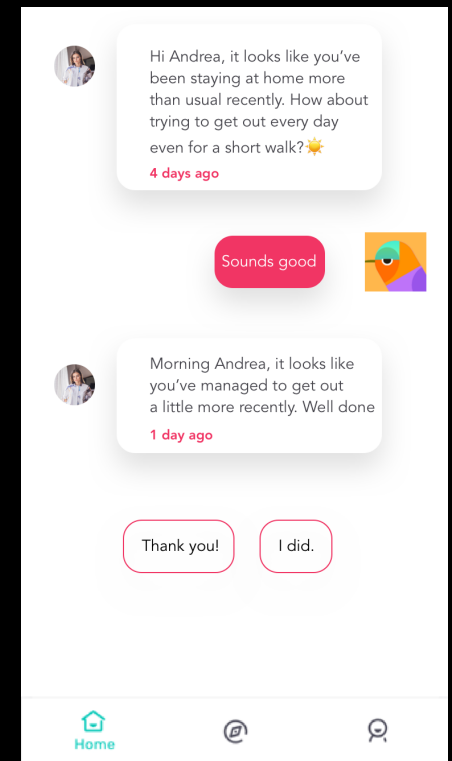 Hi Andrea, it looks like you’ve
been staying at home more
than usual recently. How about
trying to get out every day
even for a short walk?☀️
4 days ago
Sounds good
Morning Andrea, it looks like
you’ve managed to get out
a little more recently. Well done
1 day ago
Thank you!
I did.
Home